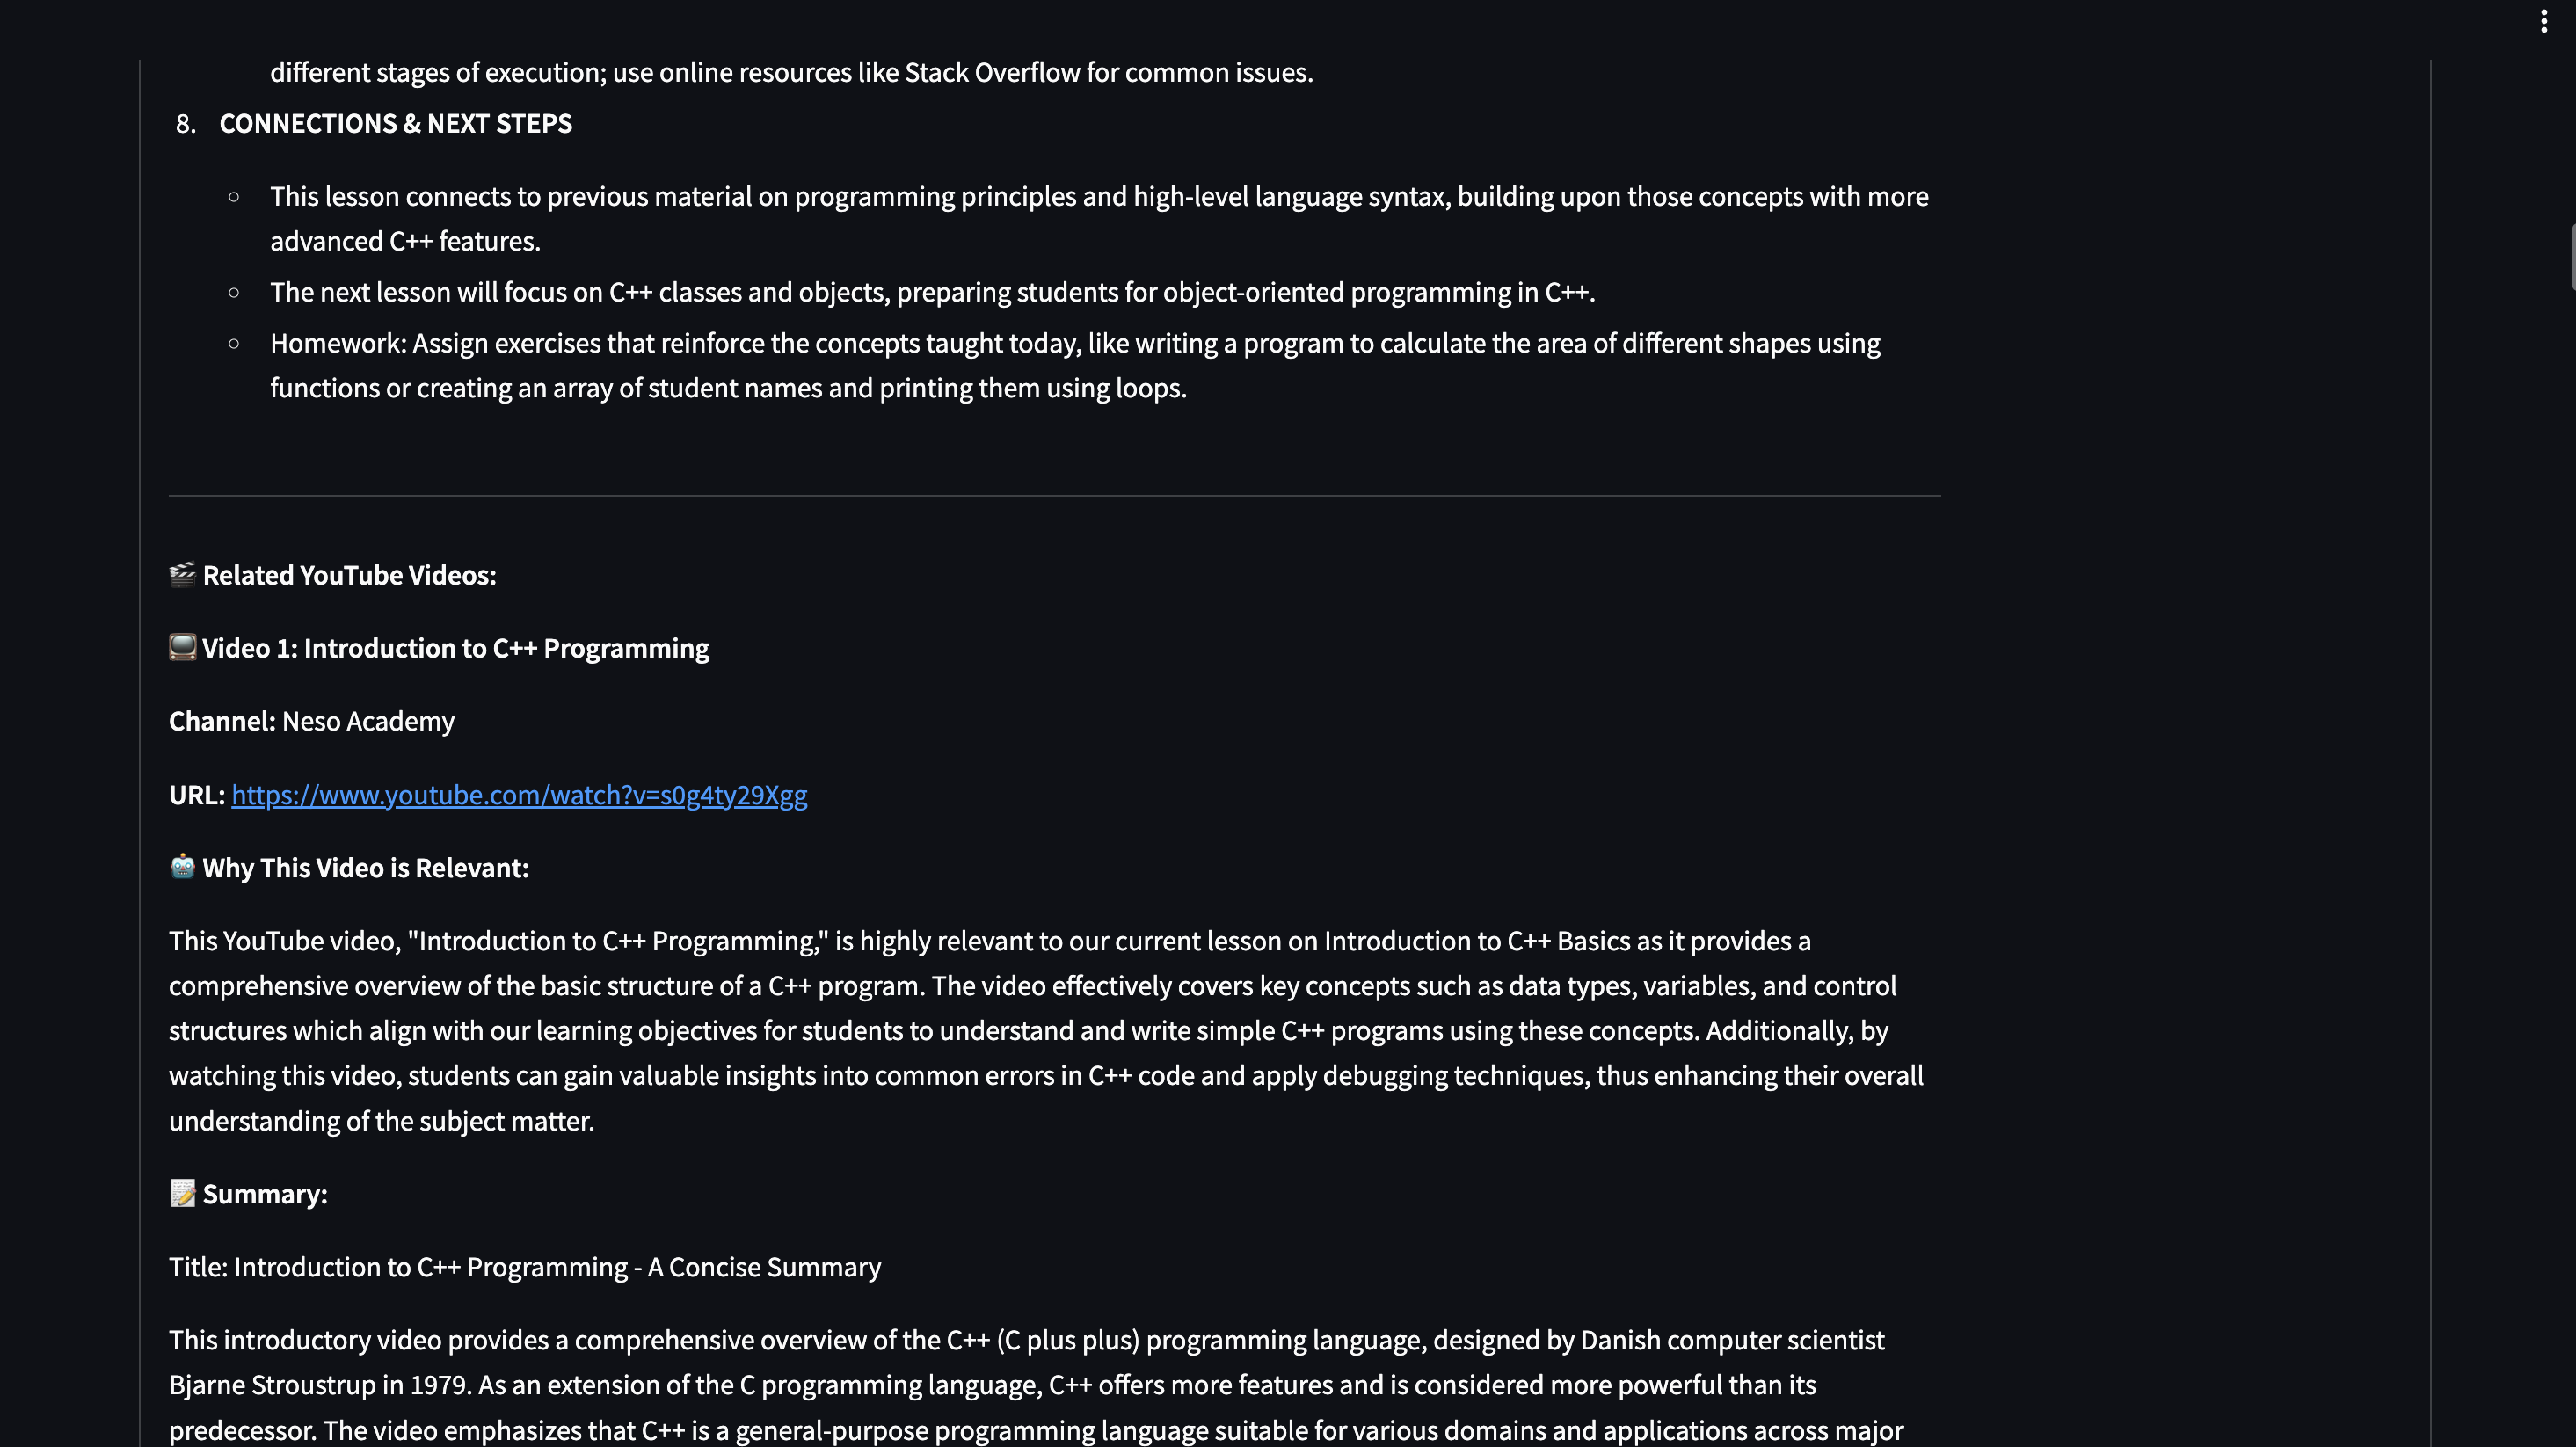 different stages of execution; use online resources like Stack Overflow for common issues.
8. CONNECTIONS & NEXT STEPS
○ This lesson connects to previous material on programming principles and high-level language syntax, building upon those concepts with more
advanced C++ features.
○ The next lesson will focus on C++ classes and objects, preparing students for object-oriented programming in C++.
○ Homework: Assign exercises that reinforce the concepts taught today, like writing a program to calculate the area of different shapes using
functions or creating an array of student names and printing them using loops.
🎬 Related YouTube Videos:
📺 Video 1: Introduction to C++ Programming
Channel: Neso Academy
URL: https://www.youtube.com/watch?v=s0g4ty29Xgg
🤖 Why This Video is Relevant:
This YouTube video, "Introduction to C++ Programming," is highly relevant to our current lesson on Introduction to C++ Basics as it provides a
comprehensive overview of the basic structure of a C++ program. The video effectively covers key concepts such as data types, variables, and control
structures which align with our learning objectives for students to understand and write simple C++ programs using these concepts. Additionally, by
watching this video, students can gain valuable insights into common errors in C++ code and apply debugging techniques, thus enhancing their overall
understanding of the subject matter.
📝 Summary:
Title: Introduction to C++ Programming - A Concise Summary
This introductory video provides a comprehensive overview of the C++ (C plus plus) programming language, designed by Danish computer scientist
Bjarne Stroustrup in 1979. As an extension of the C programming language, C++ offers more features and is considered more powerful than its
predecessor. The video emphasizes that C++ is a general-purpose programming language suitable for various domains and applications across major